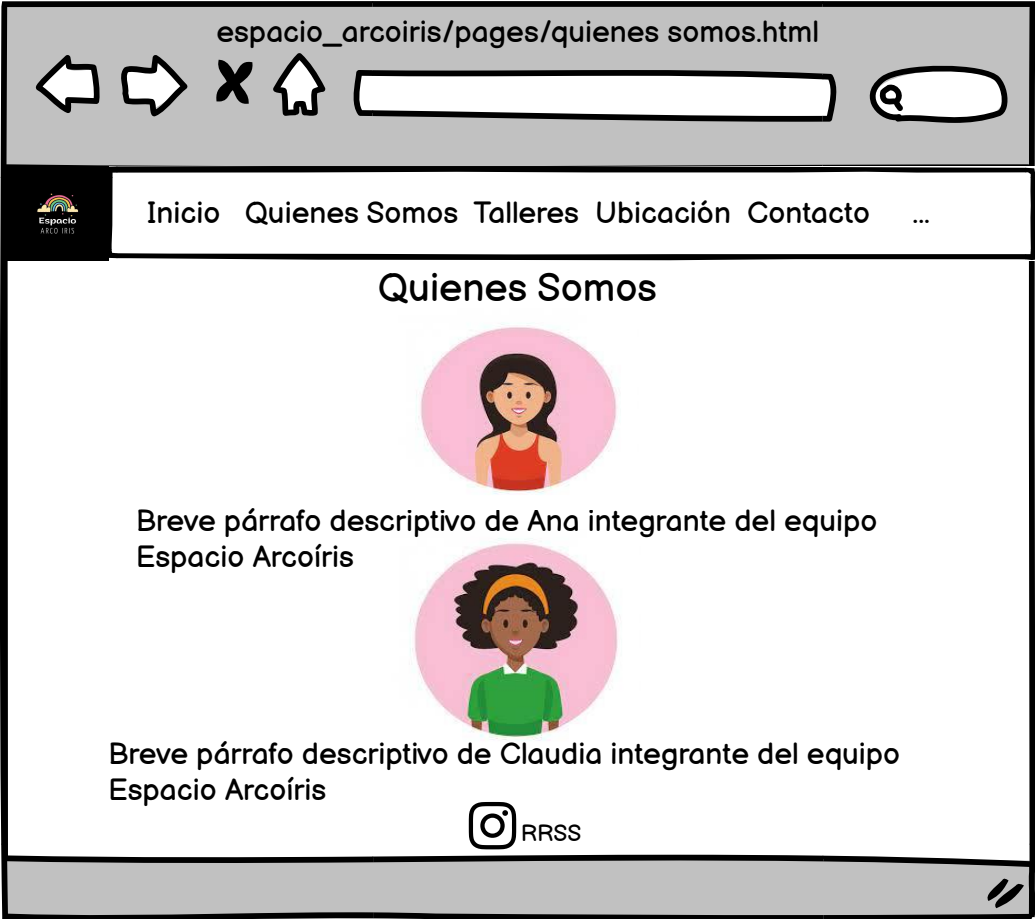 espacio_arcoiris/pages/quienes somos.html
Espacio
ARCO IRIS
Inicio Quienes Somos Talleres Ubicación Contacto ...
Quienes Somos
Breve párrafo descriptivo de Ana integrante del equipo
Espacio Arcoíris
Breve párrafo descriptivo de Claudia integrante del equipo
Espacio Arcoíris
RRSS